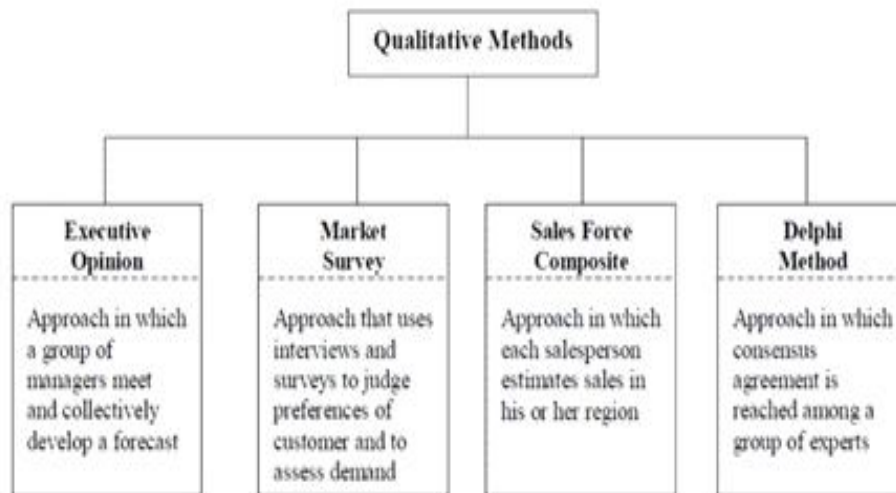 Qualitative Methods
Executive
Opinion
Approach in which
a group of
managers meet
and collectively
develop a forecast
Market
Survey
Approach that uses
interviews and
surveys to judge
preferences of
customer and to
assess demand
Sales Force
Composite
Approach in which
each salesperson
estimates sales in
his or her region
Delphi
Method
Approach in which
consensus
agreement is
reached among a
group of experts